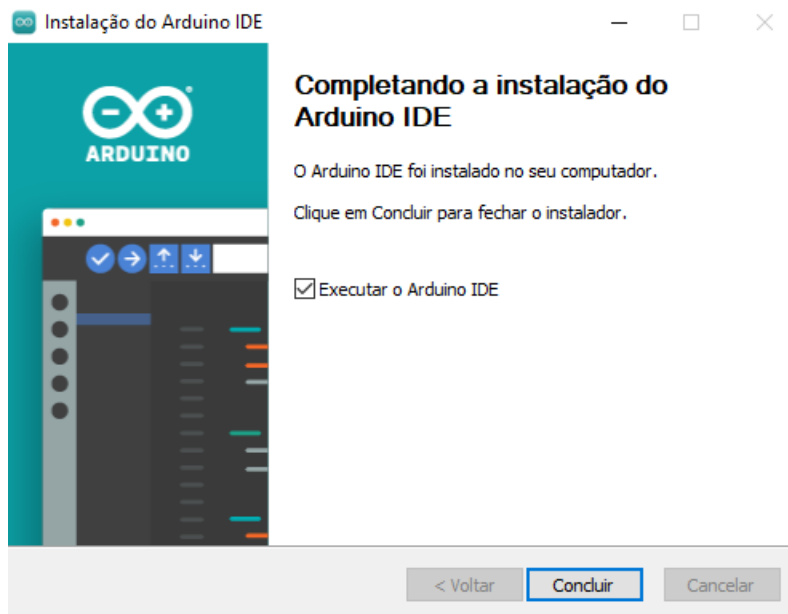 Instalação do Arduino IDE
ARDUINO
Completando a instalação do
Arduino IDE
O Arduino IDE foi instalado no seu computador.
Clique em Concluir para fechar o instalador.
Executar o Arduino IDE
< Voltar
Concluir
Cancelar